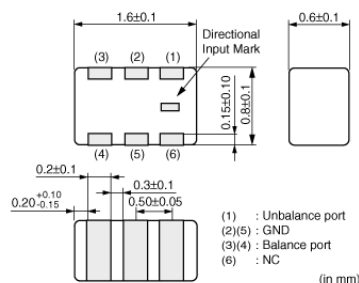 1.6±0.1
0.6±0.1
Directional
Input Mark
(3) (2) (1)
0.15±0.10
0.8±0.1
(4) (5) (6)
0.2±0.1
0.3±0.1
0.20 +0.10 -0.15
0.50±0.05
(1) : Unbalance port
(2)(5) : GND
(3)(4) : Balance port
(6) : NC
(in mm)